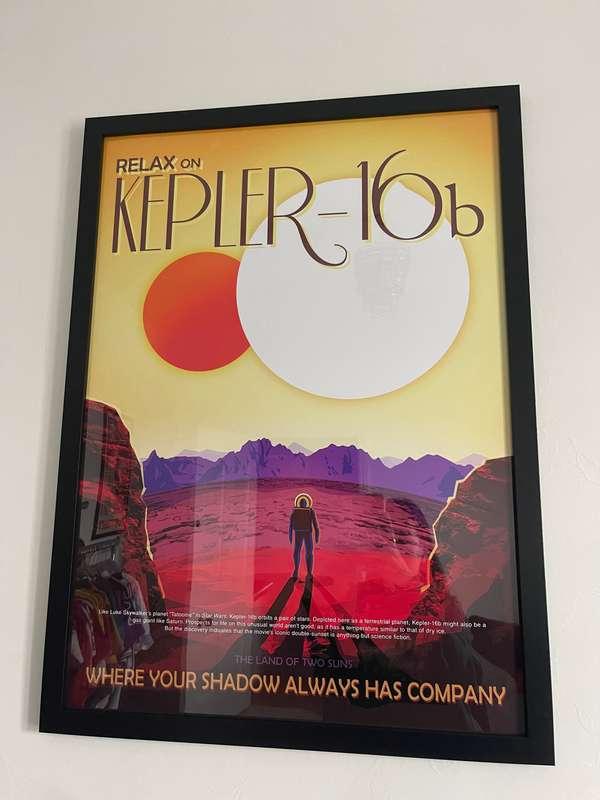 RELAX ON
KEPLER-16b
Like Luke Skywalker's planet "Tatooine" in Star Wars, Kepler-16b orbits a pair of stars. Depicted here as a terrestrial planet, Kepler-16b might also be a
gas giant like Saturn. Prospects for life on this unusual world aren't good, as it has a temperature similar to that of dry ice.
But the discovery indicates that the movie's iconic double-sunset is anything but science fiction.
THE LAND OF TWO SUNS
WHERE YOUR SHADOW ALWAYS HAS COMPANY